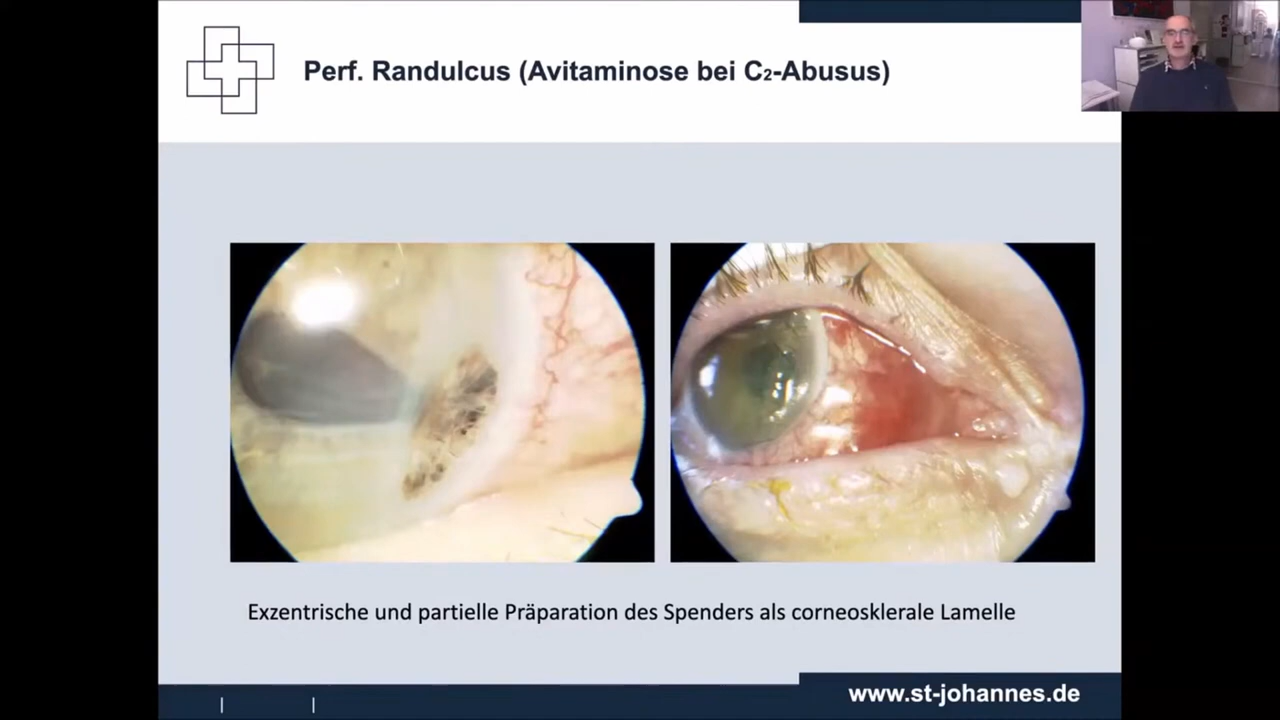 Perf. Randulcus (Avitaminose bei C2-Abusus)
Exzentrische und partielle Präparation des Spenders als corneosklerale Lamelle
www.st-johannes.de